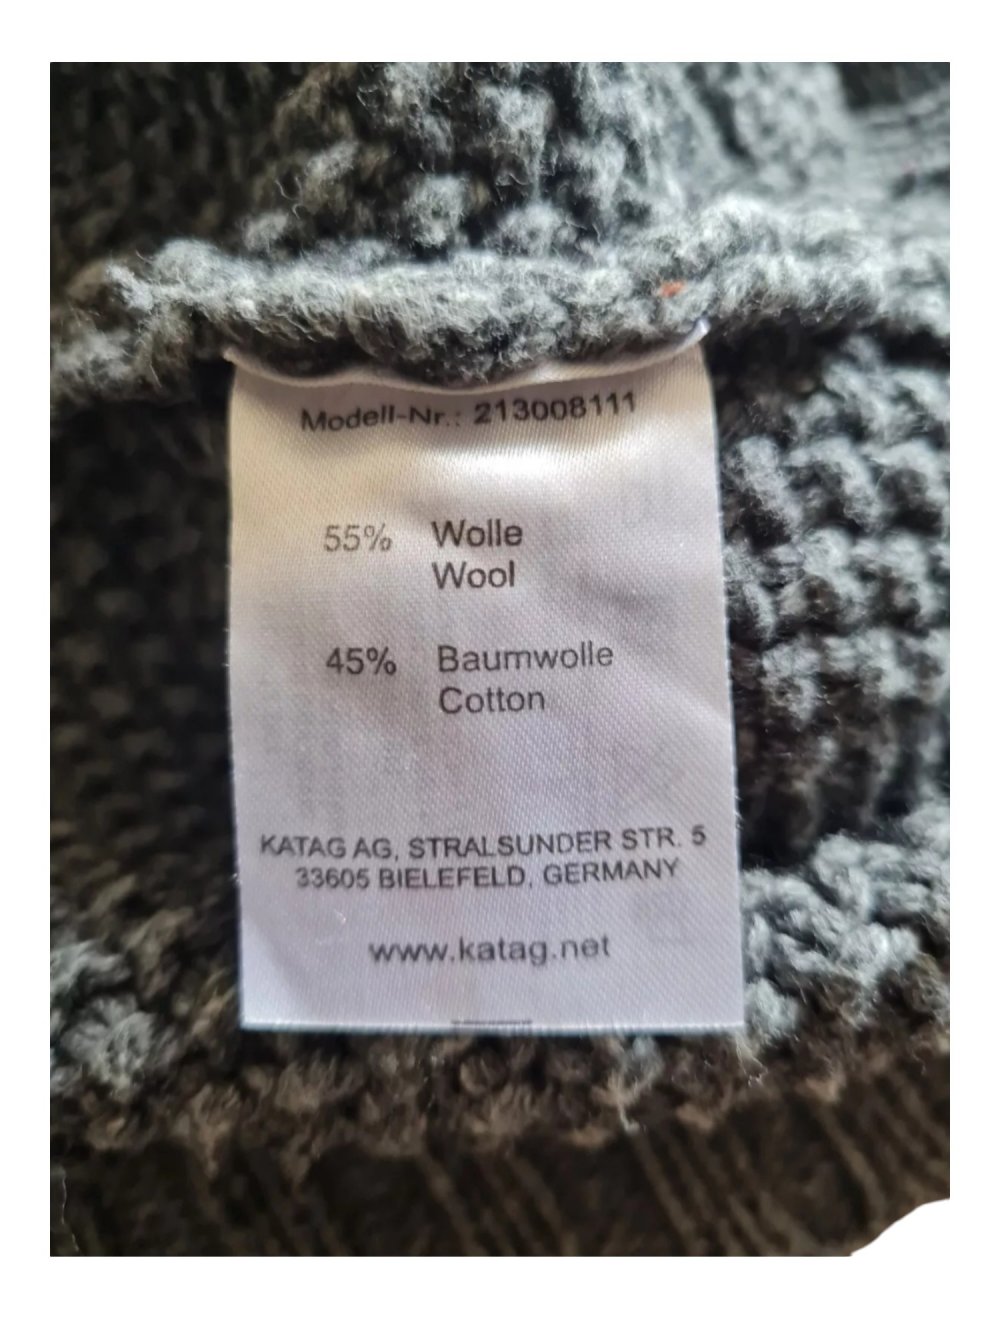 Modell-Nr.: 213008111
55% Wolle
Wool
45% Baumwolle
Cotton
KATAG AG, STRALSUNDER STR. 5
33605 BIELEFELD, GERMANY
www.katag.net